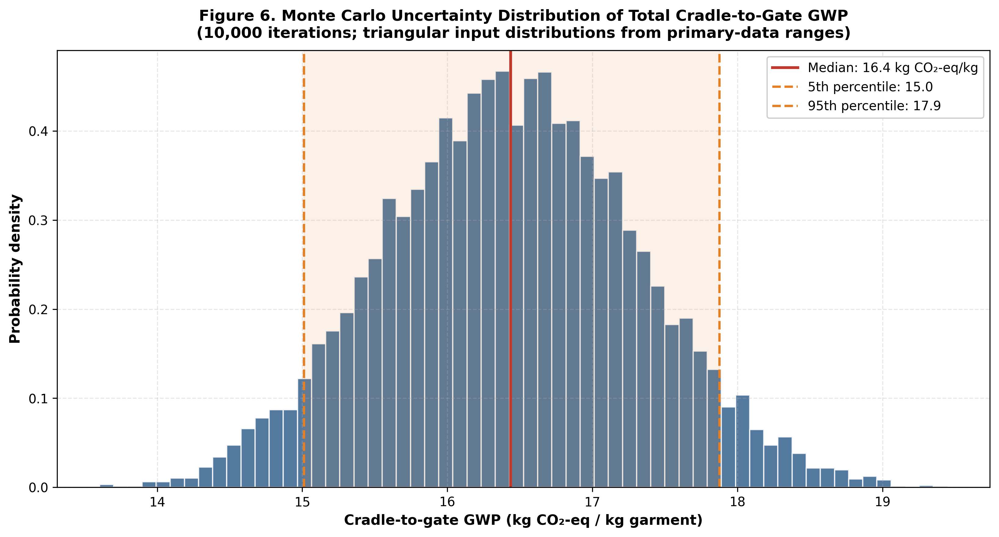 Figure 6. Monte Carlo Uncertainty Distribution of Total Cradle-to-Gate GWP
(10,000 iterations; triangular input distributions from primary-data ranges)
Median: 16.4 kg CO₂-eq/kg
5th percentile: 15.0
95th percentile: 17.9
Probability density
0.4
0.3
0.2
0.1
0.0
14 15 16 17 18 19
Cradle-to-gate GWP (kg CO₂-eq / kg garment)